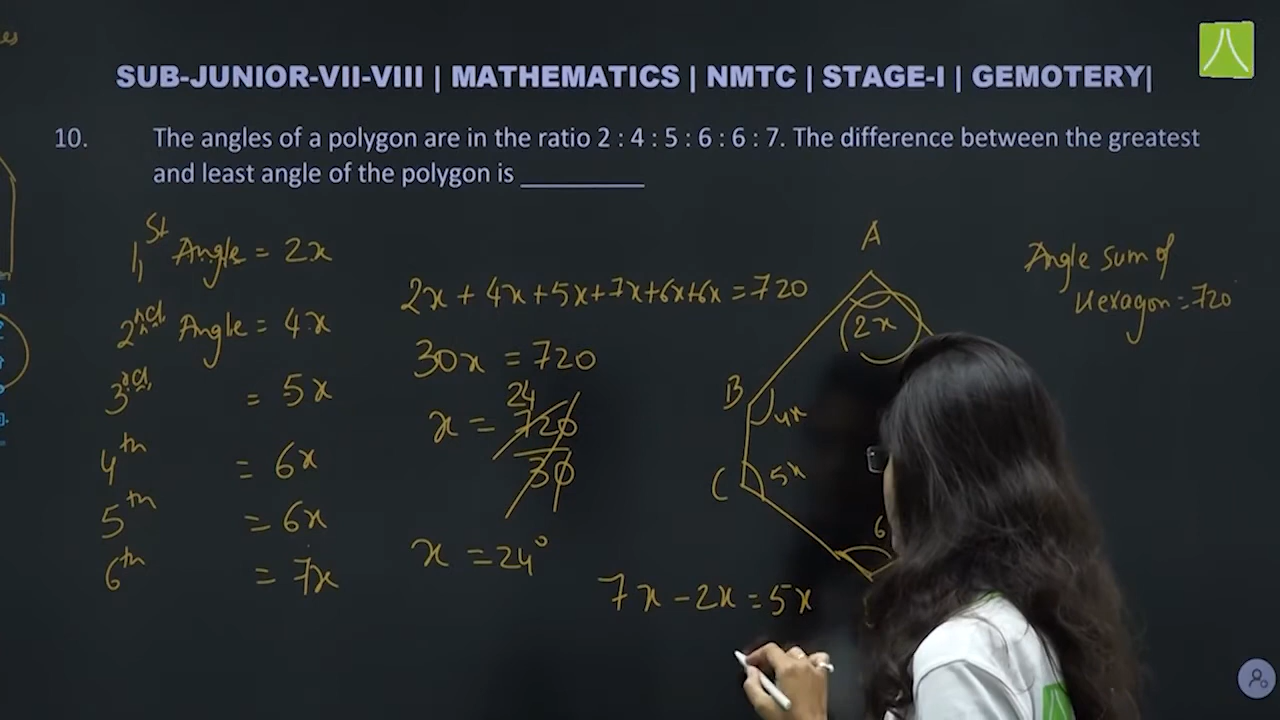 SUB-JUNIOR-VII-VIII | MATHEMATICS | NMTC | STAGE-I | GEMOTERY|
10. The angles of a polygon are in the ratio 2 : 4 : 5 : 6 : 6 : 7. The difference between the greatest
and least angle of the polygon is __________
1st Angle = 2x
2nd Angle = 4x
3rd = 5x
4th = 6x
5th = 6x
6th = 7x
2x + 4x + 5x + 7x + 6x + 6x = 720
30x = 720
24
x = 720
30
x = 24°
7x - 2x = 5x
A
2x
B
4x
C
5x
6
Angle Sum of
Hexagon = 720°